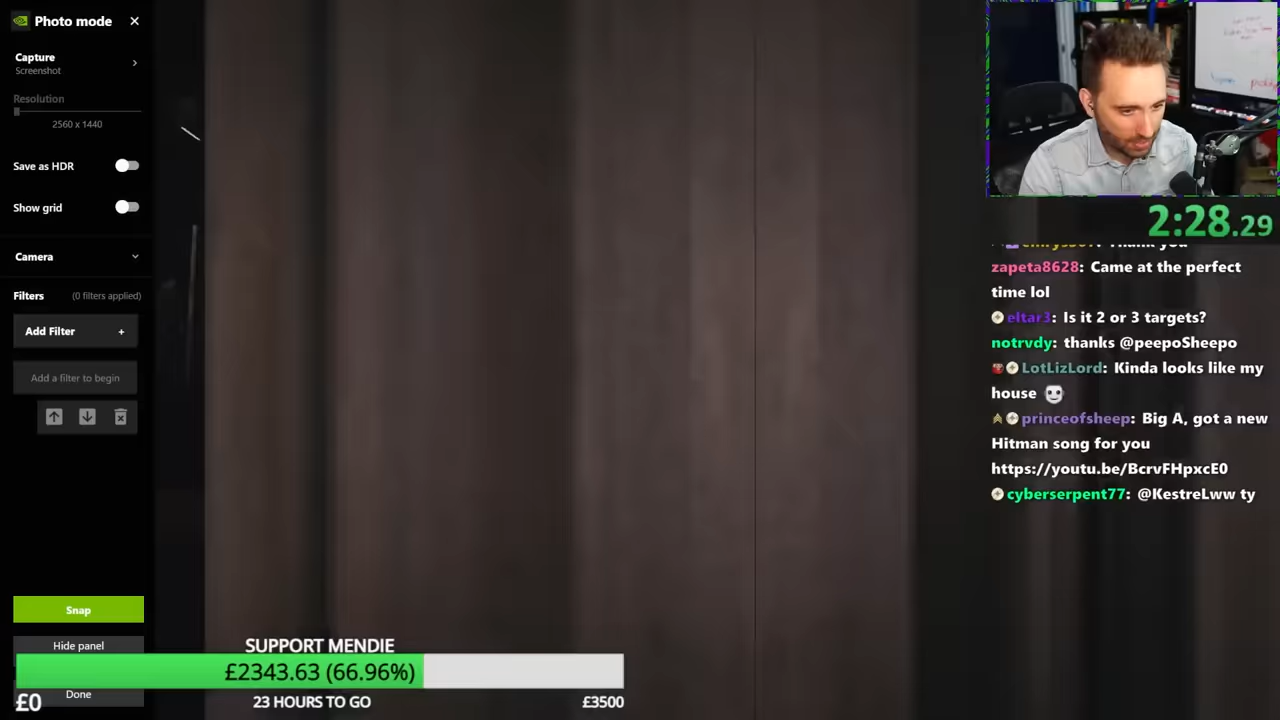 Photo mode
Capture
Screenshot
Resolution
2560 x 1440
Save as HDR
Show grid
Camera
Filters (0 filters applied)
Add Filter +
Add a filter to begin
Snap
Hide panel
Done
SUPPORT MENDIE
£2343.63 (66.96%)
£0 23 HOURS TO GO £3500
2:28.29
zapeta8628: Came at the perfect
time lol
eltar3: Is it 2 or 3 targets?
notrvdy: thanks @peepoSheepo
LotLizLord: Kinda looks like my
house
princeofsheep: Big A, got a new
Hitman song for you
https://youtu.be/BcrvFHpxcE0
cyberserpent77: @KestreLww ty